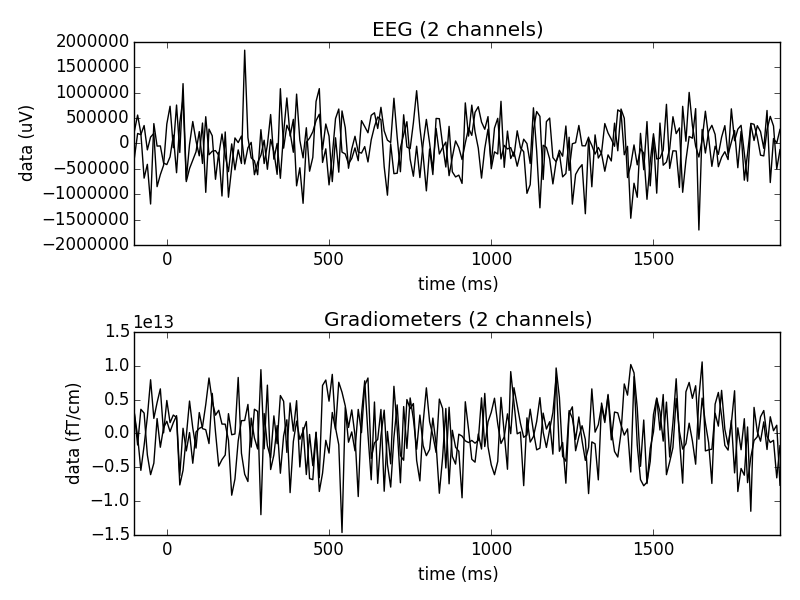 EEG (2 channels)
2000000
1500000
1000000
500000
0
−500000
−1000000
−1500000
−2000000
data (uV)
0 500 1000 1500
time (ms)
Gradiometers (2 channels)
1e13
1.5
1.0
0.5
0.0
−0.5
−1.0
−1.5
data (fT/cm)
0 500 1000 1500
time (ms)